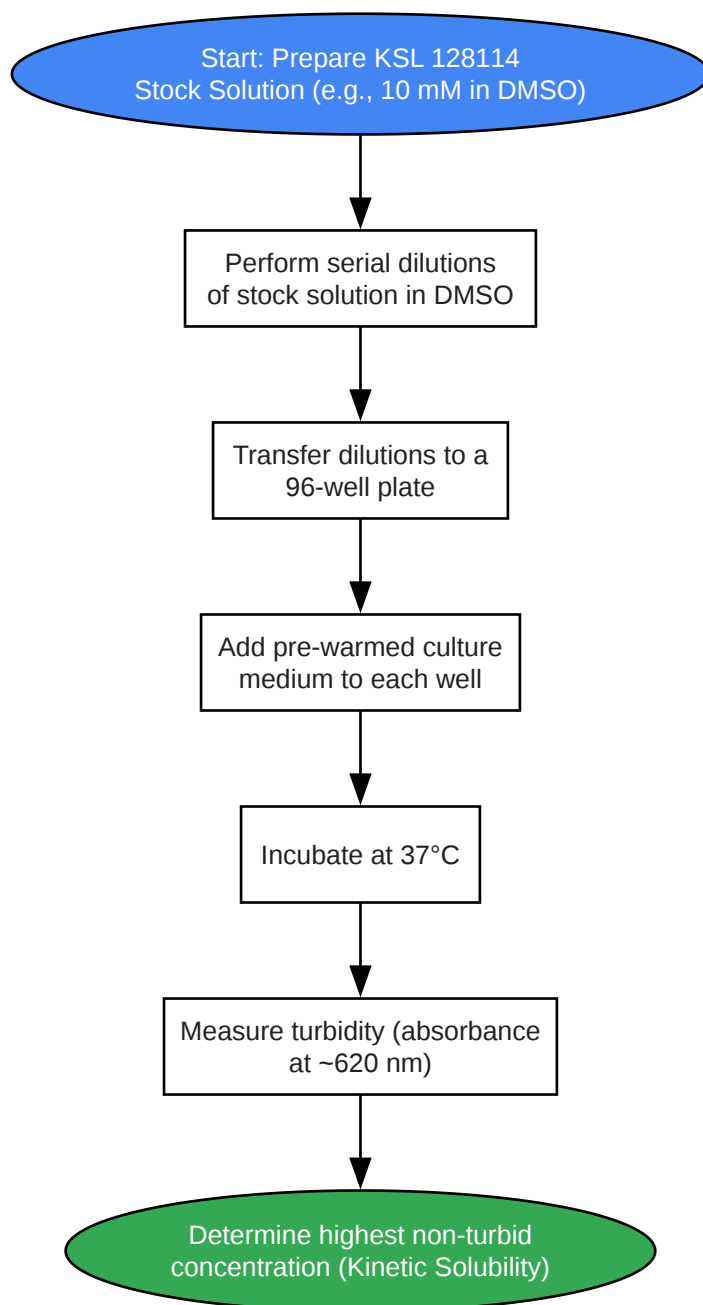 Start: Prepare KSL 128114
Stock Solution (e.g., 10 mM in DMSO)
Perform serial dilutions
of stock solution in DMSO
Transfer dilutions to a
96-well plate
Add pre-warmed culture
medium to each well
Incubate at 37°C
Measure turbidity (absorbance
at ~620 nm)
Determine highest non-turbid
concentration (Kinetic Solubility)